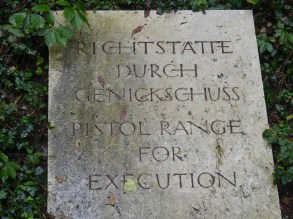 RICHTSTÄTTE
DURCH
GENICKSCHUSS
PISTOL RANGE
FOR
EXECUTION